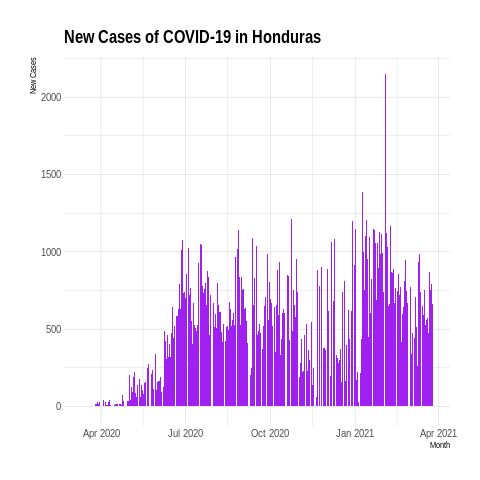 New Cases of COVID-19 in Honduras
New Cases
2000
1500
1000
500
0
Apr 2020
Jul 2020
Oct 2020
Jan 2021
Apr 2021
Month